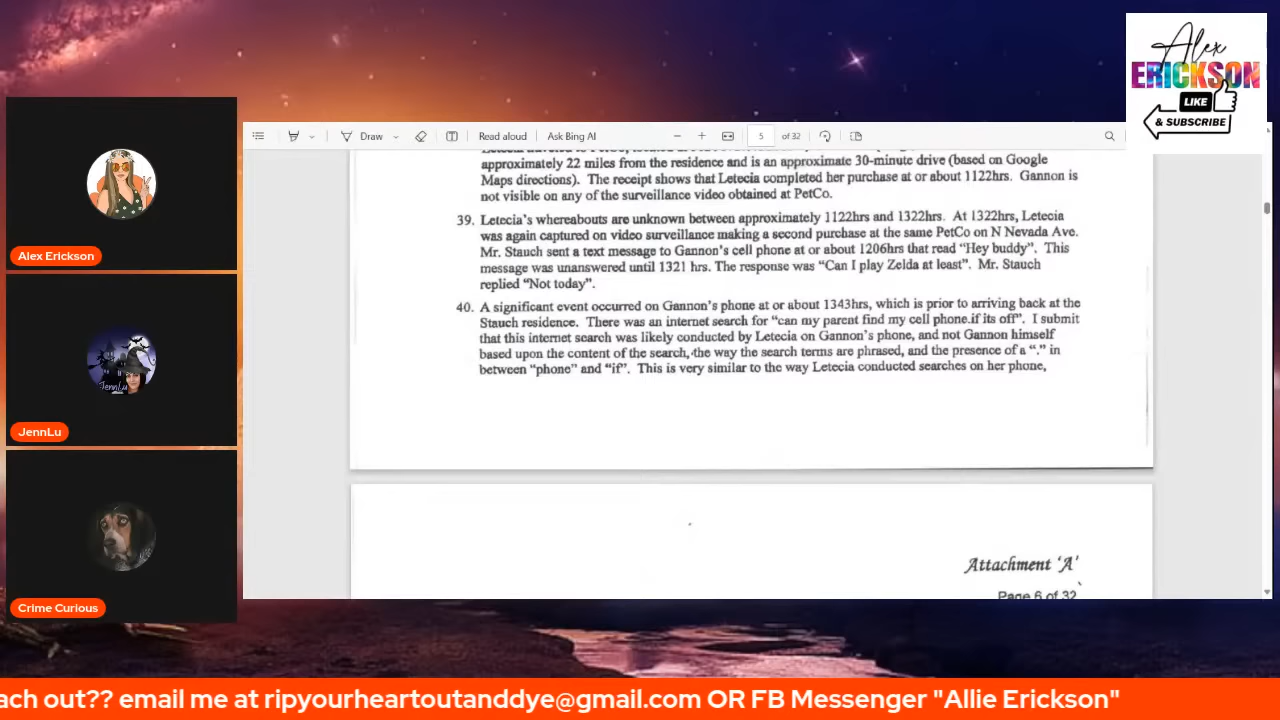 Alex
ERICKSON
LIKE
& SUBSCRIBE
Draw
Read aloud
Ask Bing AI
5
of 32
approximately 22 miles from the residence and is an approximate 30-minute drive (based on Google
Maps directions). The receipt shows that Letecia completed her purchase at or about 1122hrs. Gannon is
not visible on any of the surveillance video obtained at PetCo.
39. Letecia's whereabouts are unknown between approximately 1122hrs and 1322hrs. At 1322hrs, Letecia
was again captured on video surveillance making a second purchase at the same PetCo on N Nevada Ave.
Mr. Stauch sent a text message to Gannon's cell phone at or about 1206hrs that read “Hey buddy”. This
message was unanswered until 1321 hrs. The response was “Can I play Zelda at least”. Mr. Stauch
replied “Not today”.
40. A significant event occurred on Gannon's phone at or about 1343hrs, which is prior to arriving back at the
Stauch residence. There was an internet search for “can my parent find my cell phone.if its off”. I submit
that this internet search was likely conducted by Letecia on Gannon's phone, and not Gannon himself
based upon the content of the search, the way the search terms are phrased, and the presence of a “.” in
between “phone” and “if”. This is very similar to the way Letecia conducted searches on her phone,
Attachment ‘A’
Page 6 of 32
Alex Erickson
JennLu
JennLu
Crime Curious
ach out?? email me at ripyourheartoutanddye@gmail.com OR FB Messenger "Allie Erickson"